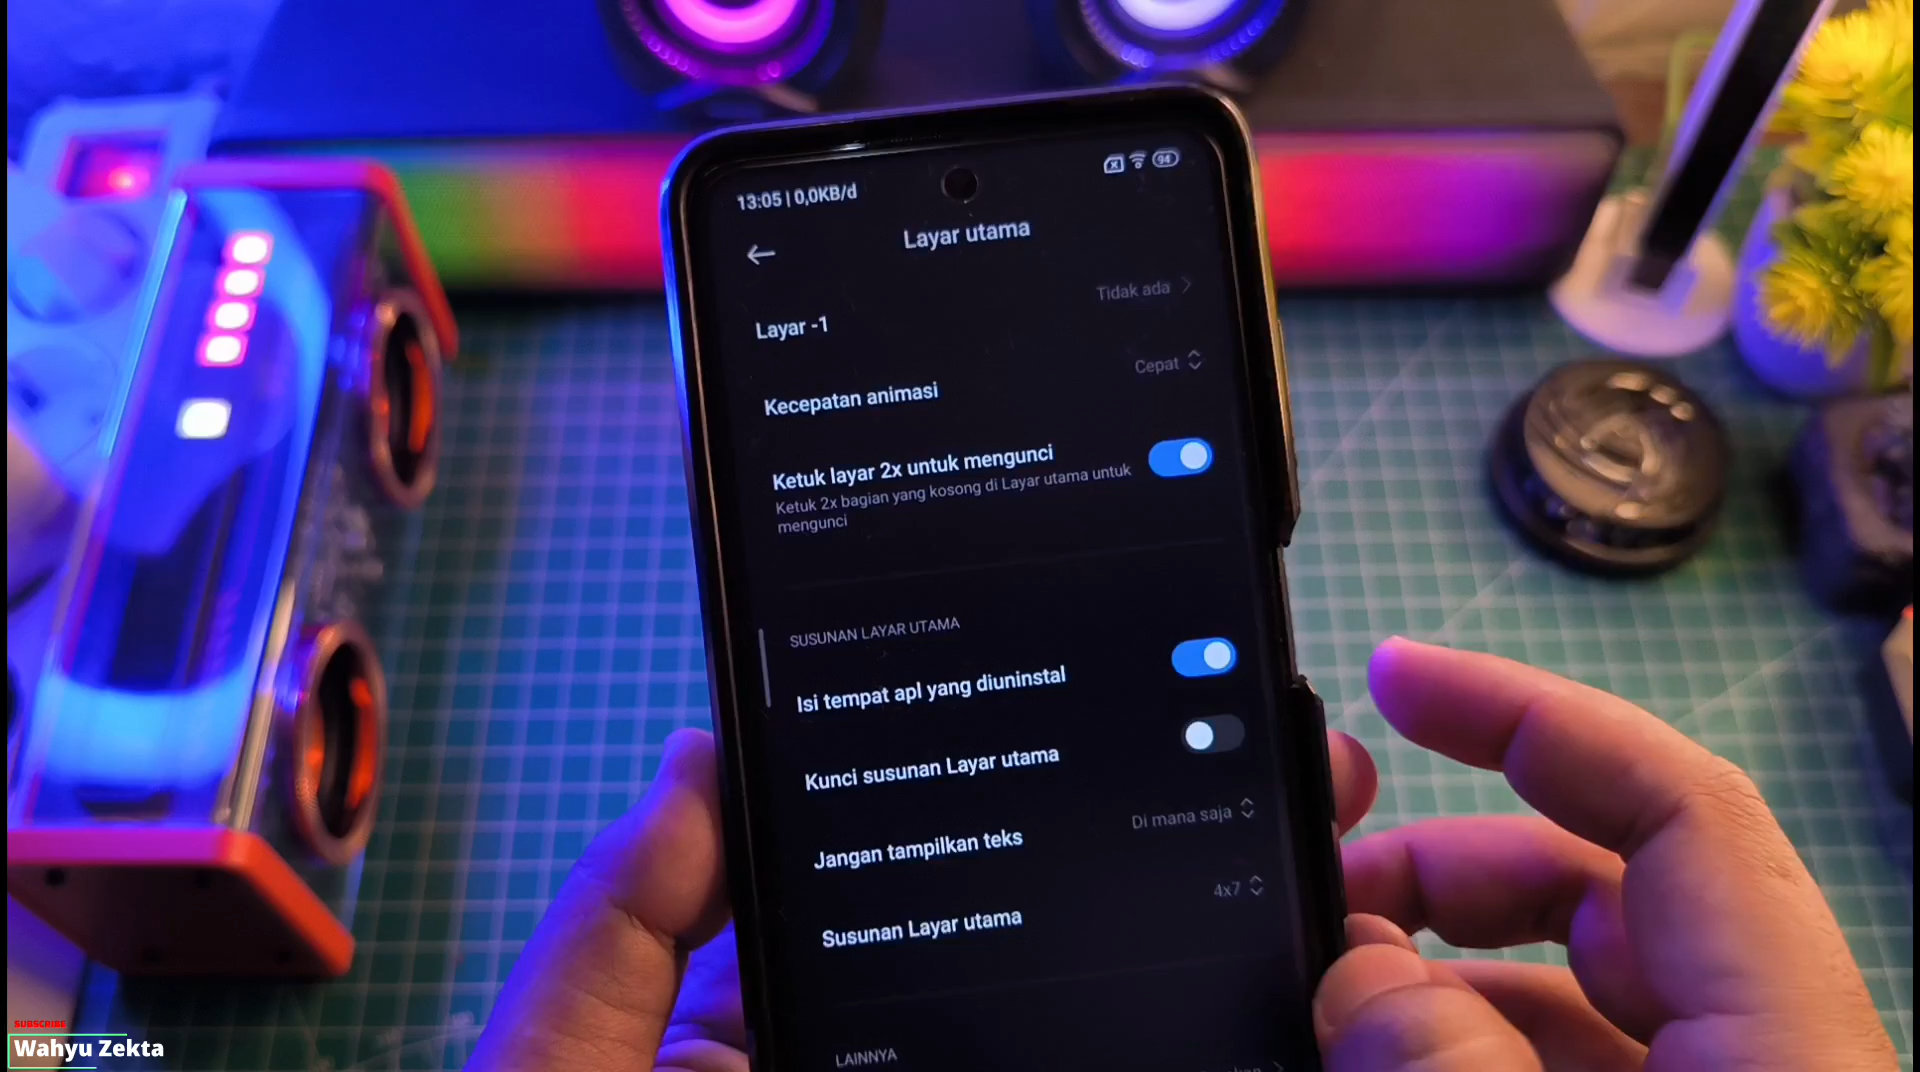 13:05 | 0,0KB/d
94
Layar utama
Tidak ada
Layar -1
Cepat
Kecepatan animasi
Ketuk layar 2x untuk mengunci
Ketuk 2x bagian yang kosong di Layar utama untuk
mengunci
SUSUNAN LAYAR UTAMA
Isi tempat apl yang diuninstal
Kunci susunan Layar utama
Di mana saja
Jangan tampilkan teks
4x7
Susunan Layar utama
LAINNYA
SUBSCRIBE
Wahyu Zekta